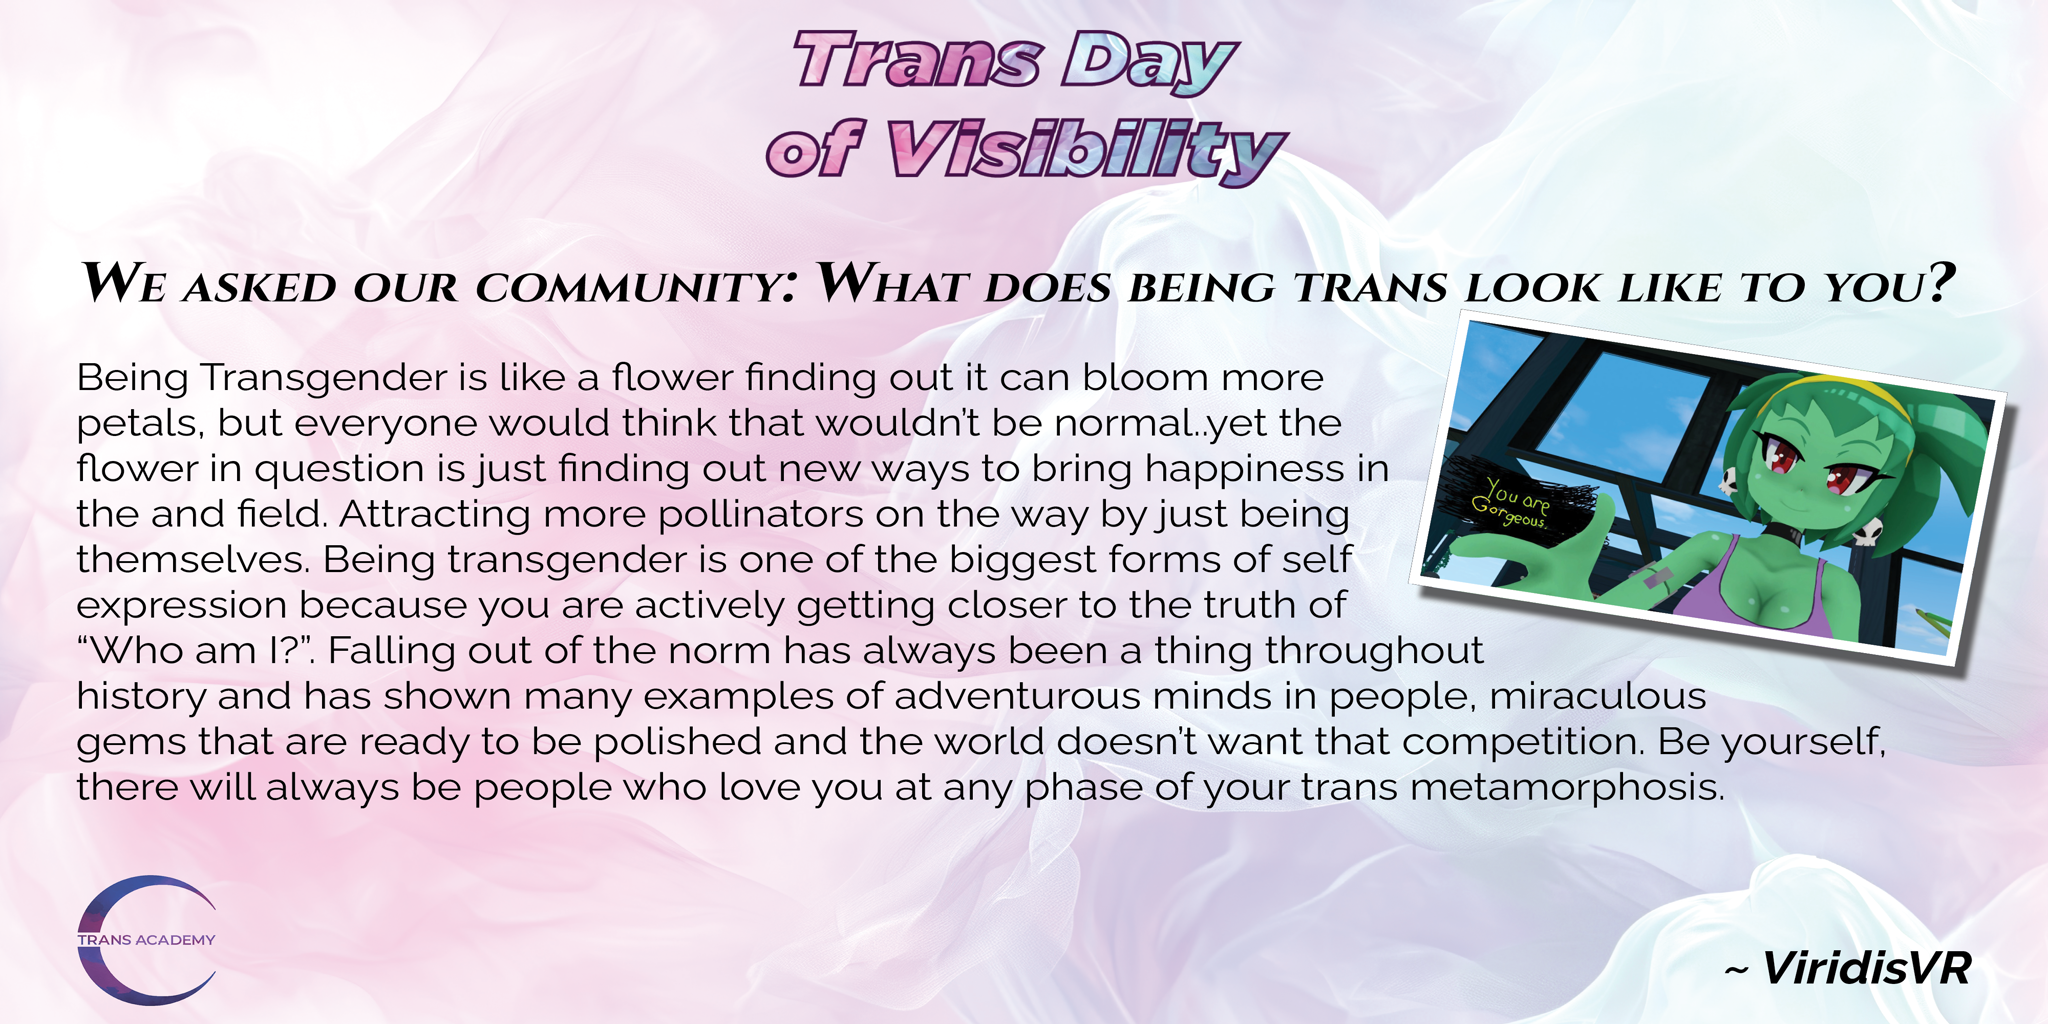 Trans Day
of Visibility
We asked our community: What does being trans look like to you?
Being Transgender is like a flower finding out it can bloom more
petals, but everyone would think that wouldn't be normal..yet the
flower in question is just finding out new ways to bring happiness in
the and field. Attracting more pollinators on the way by just being
themselves. Being transgender is one of the biggest forms of self
expression because you are actively getting closer to the truth of
“Who am I?”. Falling out of the norm has always been a thing throughout
history and has shown many examples of adventurous minds in people, miraculous
gems that are ready to be polished and the world doesn't want that competition. Be yourself,
there will always be people who love you at any phase of your trans metamorphosis.
You are
Gorgeous.
TRANS ACADEMY
~ ViridisVR